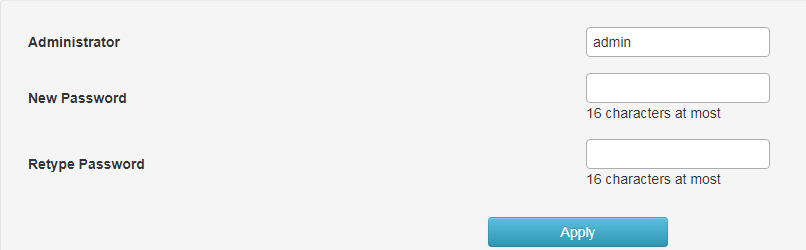 Administrator
admin
New Password
16 characters at most
Retype Password
16 characters at most
Apply